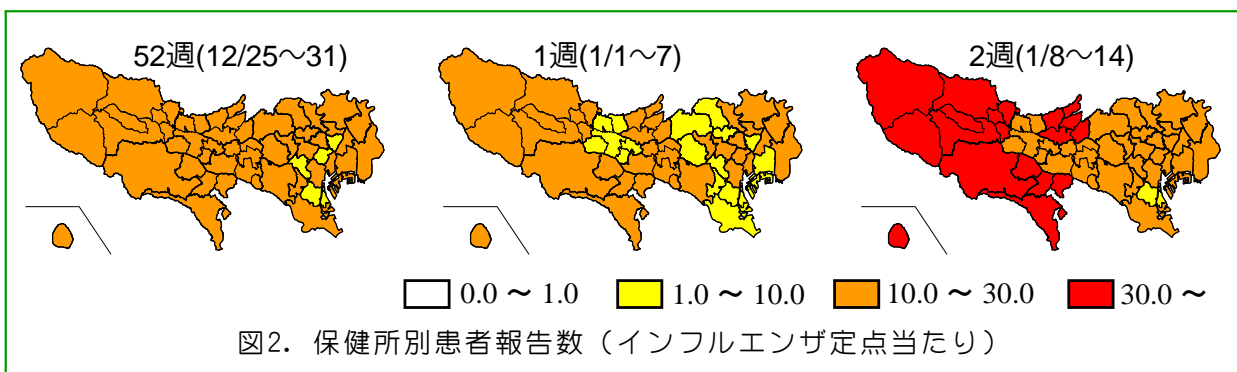 52週(12/25～31)
1週(1/1～7)
2週(1/8～14)
0.0 ～ 1.0
1.0 ～ 10.0
10.0 ～ 30.0
30.0 ～
図2．保健所別患者報告数（インフルエンザ定点当たり）